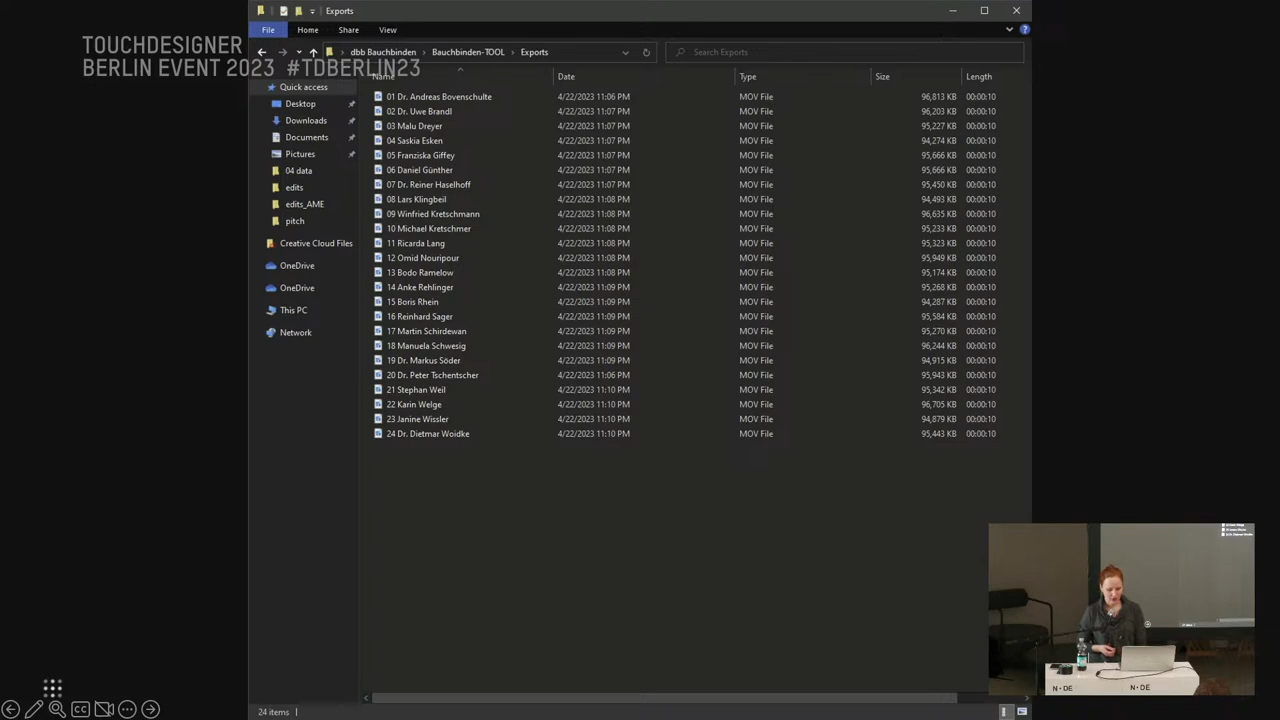 Exports
File Home Share View
TOUCHDESIGNER
BERLIN EVENT 2023 #TDBERLIN23
dbb Bauchbinden > Bauchbinden-TOOL > Exports
Search Exports
Name Date Type Size Length
Quick access
Desktop
Downloads
Documents
Pictures
04 data
edits
edits_AME
pitch
Creative Cloud Files
OneDrive
OneDrive
This PC
Network
01 Dr. Andreas Bovenschulte 4/22/2023 11:06 PM MOV File 96,813 KB 00:00:10
02 Dr. Uwe Brandl 4/22/2023 11:07 PM MOV File 96,203 KB 00:00:10
03 Malu Dreyer 4/22/2023 11:07 PM MOV File 95,227 KB 00:00:10
04 Saskia Esken 4/22/2023 11:07 PM MOV File 94,274 KB 00:00:10
05 Franziska Giffey 4/22/2023 11:07 PM MOV File 95,666 KB 00:00:10
06 Daniel Günther 4/22/2023 11:07 PM MOV File 95,666 KB 00:00:10
07 Dr. Reiner Haselhoff 4/22/2023 11:07 PM MOV File 95,450 KB 00:00:10
08 Lars Klingbeil 4/22/2023 11:08 PM MOV File 94,493 KB 00:00:10
09 Winfried Kretschmann 4/22/2023 11:08 PM MOV File 96,635 KB 00:00:10
10 Michael Kretschmer 4/22/2023 11:08 PM MOV File 95,233 KB 00:00:10
11 Ricarda Lang 4/22/2023 11:08 PM MOV File 95,323 KB 00:00:10
12 Omid Nouripour 4/22/2023 11:08 PM MOV File 95,949 KB 00:00:10
13 Bodo Ramelow 4/22/2023 11:08 PM MOV File 95,174 KB 00:00:10
14 Anke Rehlinger 4/22/2023 11:09 PM MOV File 95,268 KB 00:00:10
15 Boris Rhein 4/22/2023 11:09 PM MOV File 94,287 KB 00:00:10
16 Reinhard Sager 4/22/2023 11:09 PM MOV File 95,584 KB 00:00:10
17 Martin Schirdewan 4/22/2023 11:09 PM MOV File 95,270 KB 00:00:10
18 Manuela Schwesig 4/22/2023 11:09 PM MOV File 96,244 KB 00:00:10
19 Dr. Markus Söder 4/22/2023 11:09 PM MOV File 94,915 KB 00:00:10
20 Dr. Peter Tschentscher 4/22/2023 11:06 PM MOV File 95,943 KB 00:00:10
21 Stephan Weil 4/22/2023 11:10 PM MOV File 95,342 KB 00:00:10
22 Karin Welge 4/22/2023 11:10 PM MOV File 96,705 KB 00:00:10
23 Janine Wissler 4/22/2023 11:10 PM MOV File 94,879 KB 00:00:10
24 Dr. Dietmar Woidke 4/22/2023 11:10 PM MOV File 95,443 KB 00:00:10
N·DE N·DE
CC
24 items